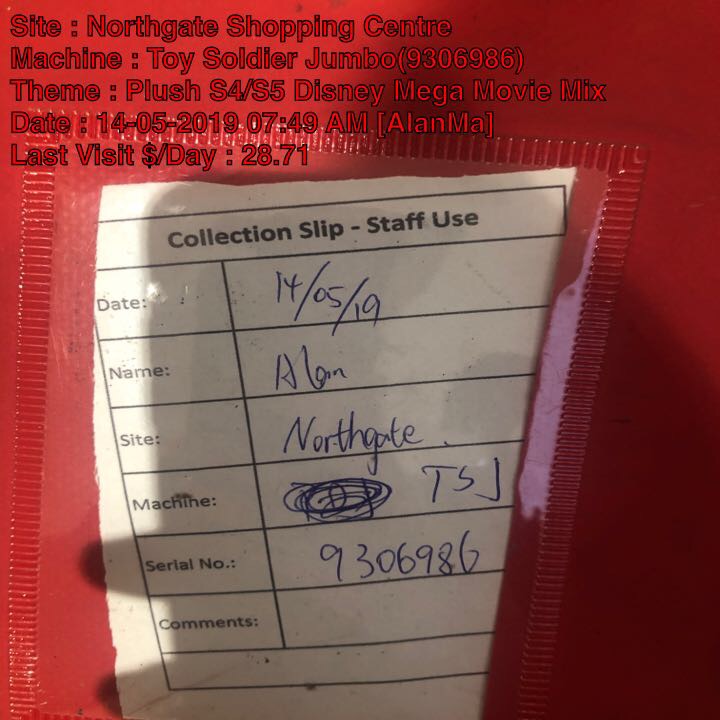 Site : Northgate Shopping Centre
Machine : Toy Soldier Jumbo(9306986)
Theme : Plush S4/S5 Disney Mega Movie Mix
Date : 14-05-2019 07:49 AM [AlanMa]
Last Visit $/Day : 28.71
Collection Slip - Staff Use
Date: 14/05/19
Name: Alan
Site: Northgate.
Machine: TSJ
Serial No.: 9306986
Comments: